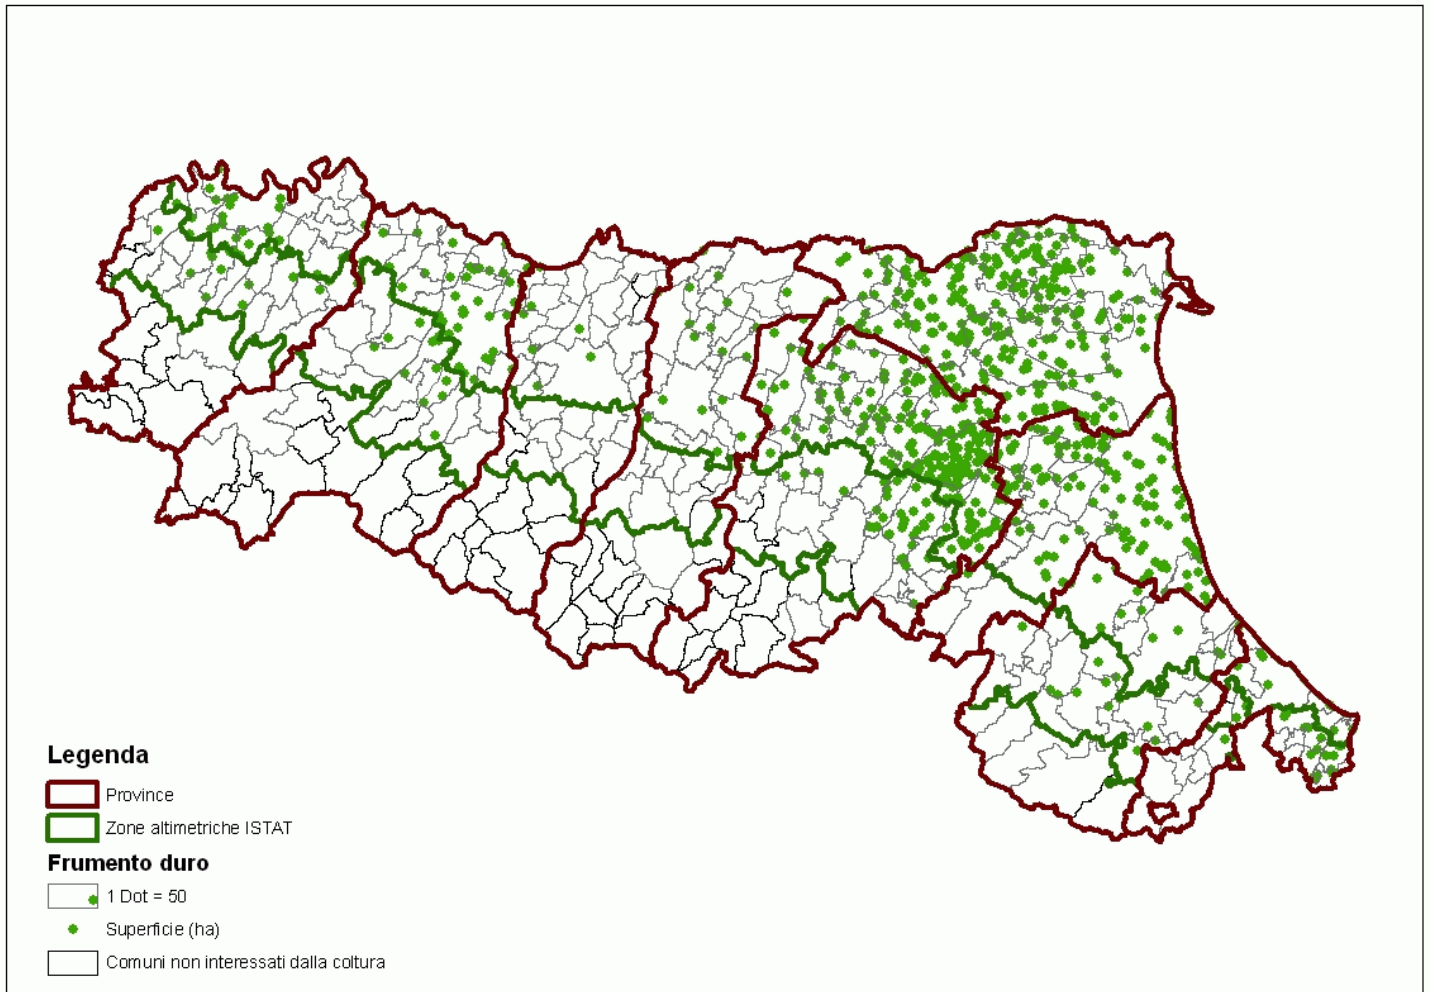 Legenda
Province
Zone altimetriche ISTAT
Frumento duro
1 Dot = 50
Superficie (ha)
Comuni non interessati dalla coltura